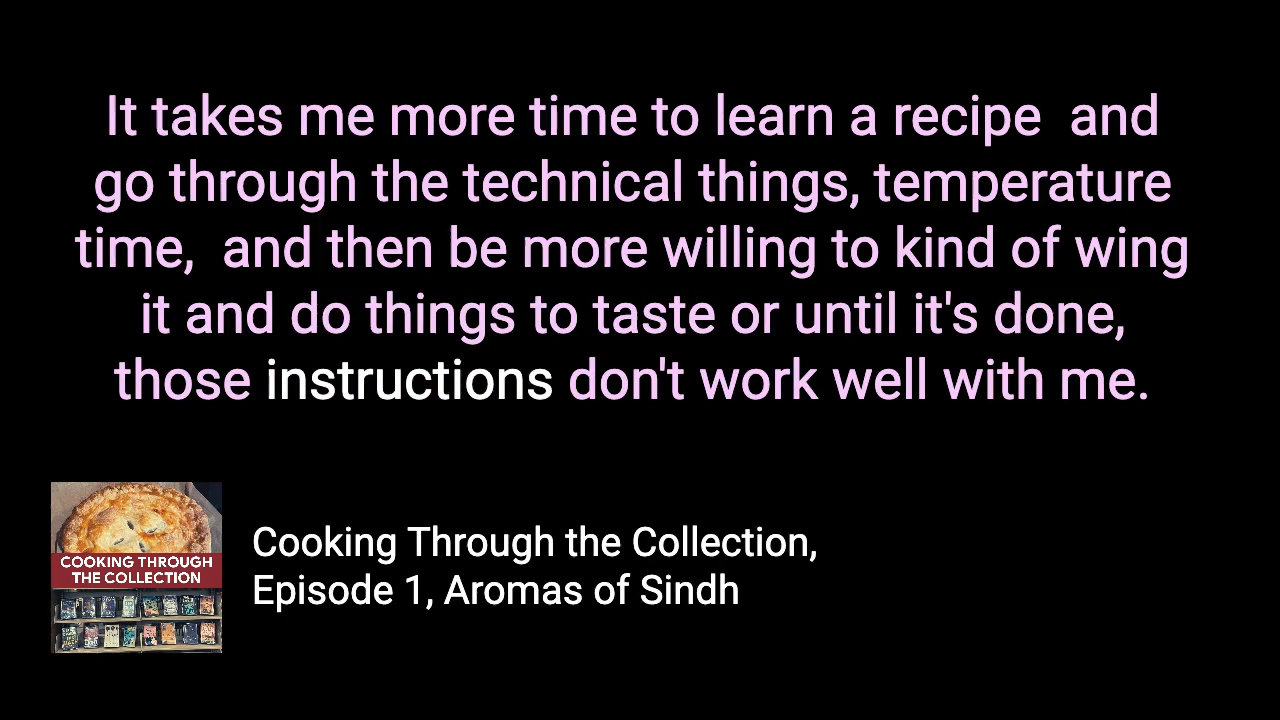 It takes me more time to learn a recipe  and
go through the technical things, temperature
time,  and then be more willing to kind of wing
it and do things to taste or until it's done,
those instructions don't work well with me.
COOKING THROUGH
THE COLLECTION
Cooking Through the Collection,
Episode 1, Aromas of Sindh